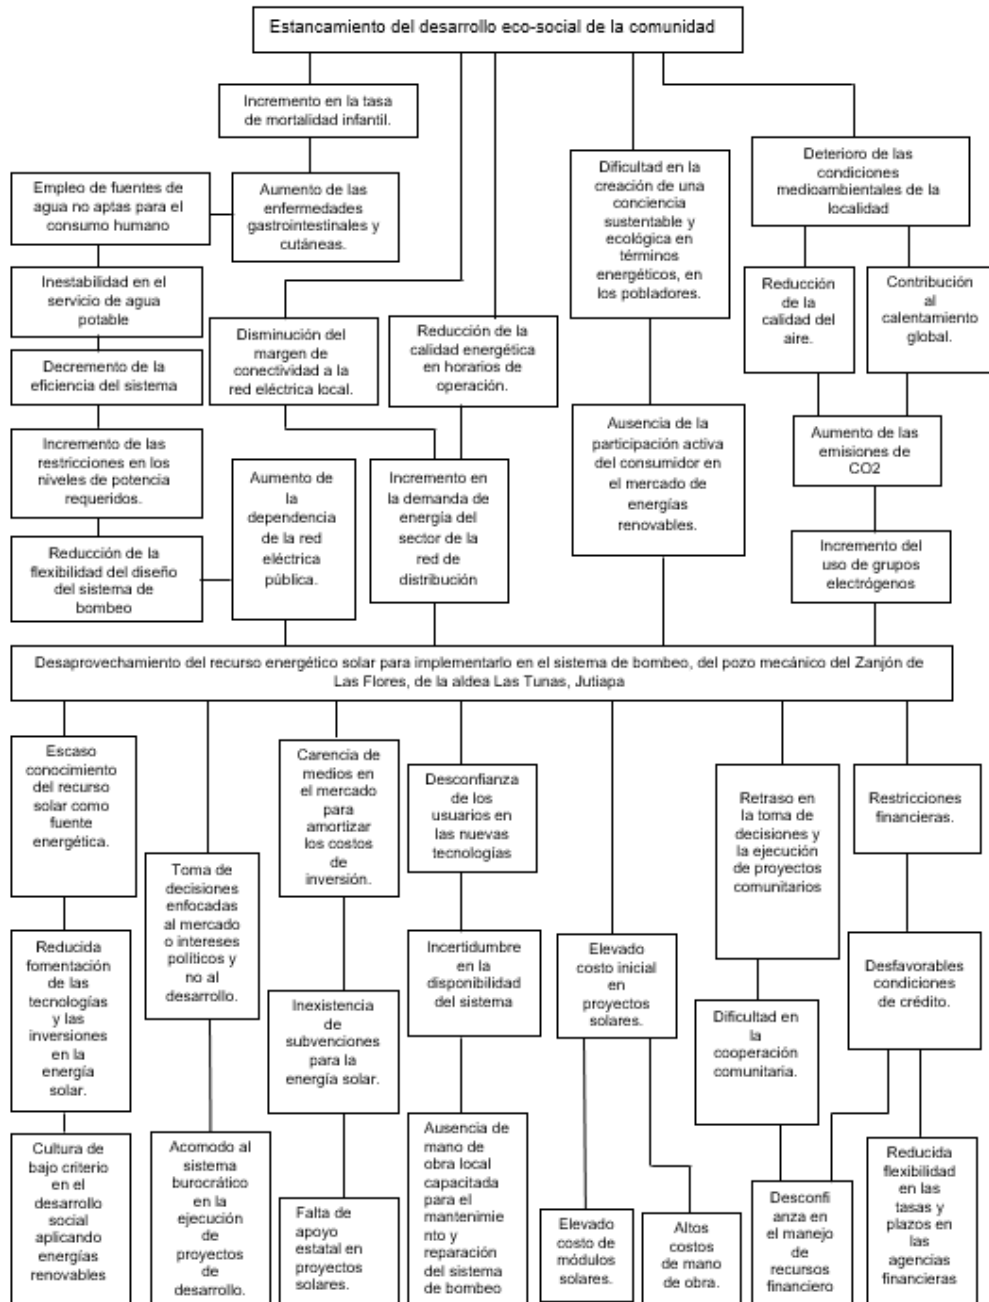 Estancamiento del desarrollo eco-social de la comunidad
Incremento en la tasa
de mortalidad infantil.
Empleo de fuentes de
agua no aptas para el
consumo humano
Aumento de las
enfermedades
gastrointestinales y
cutáneas.
Dificultad en la
creación de una
conciencia
sustentable y
ecológica en
términos
energéticos, en
los pobladores.
Deterioro de las
condiciones
medioambientales de la
localidad
Inestabilidad en el
servicio de agua
potable
Disminución del
margen de
conectividad a la
red eléctrica local.
Reducción de la
calidad energética
en horarios de
operación.
Reducción
de la
calidad del
aire.
Contribución
al
calentamiento
global.
Decremento de la
eficiencia del sistema
Incremento de las
restricciones en los
niveles de potencia
requeridos.
Aumento de
la
dependencia
de la red
eléctrica
pública.
Incremento en
la demanda de
energía del
sector de la
red de
distribución
Ausencia de la
participación activa
del consumidor en
el mercado de
energías
renovables.
Aumento de las
emisiones de
CO2
Reducción de la
flexibilidad del diseño
del sistema de
bombeo
Incremento del
uso de grupos
electrógenos
Desaprovechamiento del recurso energético solar para implementarlo en el sistema de bombeo, del pozo mecánico del Zanjón de
Las Flores, de la aldea Las Tunas, Jutiapa
Escaso
conocimiento
del recurso
solar como
fuente
energética.
Toma de
decisiones
enfocadas
al mercado
o intereses
políticos y
no al
desarrollo.
Carencia de
medios en
el mercado
para
amortizar
los costos
de
inversión.
Desconfianza
de los
usuarios en
las nuevas
tecnologías
Elevado
costo inicial
en
proyectos
solares.
Retraso en
la toma de
decisiones y
la ejecución
de proyectos
comunitarios
Restricciones
financieras.
Reducida
fomentación
de las
tecnologías
y las
inversiones
en la
energía
solar.
Inexistencia
de
subvenciones
para la
energía solar.
Incertidumbre
en la
disponibilidad
del sistema
Dificultad en
la
cooperación
comunitaria.
Desfavorables
condiciones
de crédito.
Cultura de
bajo criterio
en el
desarrollo
social
aplicando
energías
renovables
Acomodo al
sistema
burocrático
en la
ejecución
de
proyectos
de
desarrollo.
Falta de
apoyo
estatal en
proyectos
solares.
Ausencia de
mano de
obra local
capacitada
para el
mantenimie
nto y
reparación
del sistema
de bombeo
Elevado
costo de
módulos
solares.
Altos
costos
de mano
de obra.
Desconfi
anza en
el manejo
de
recursos
financiero
Reducida
flexibilidad
en las
tasas y
plazos en
las
agencias
financieras